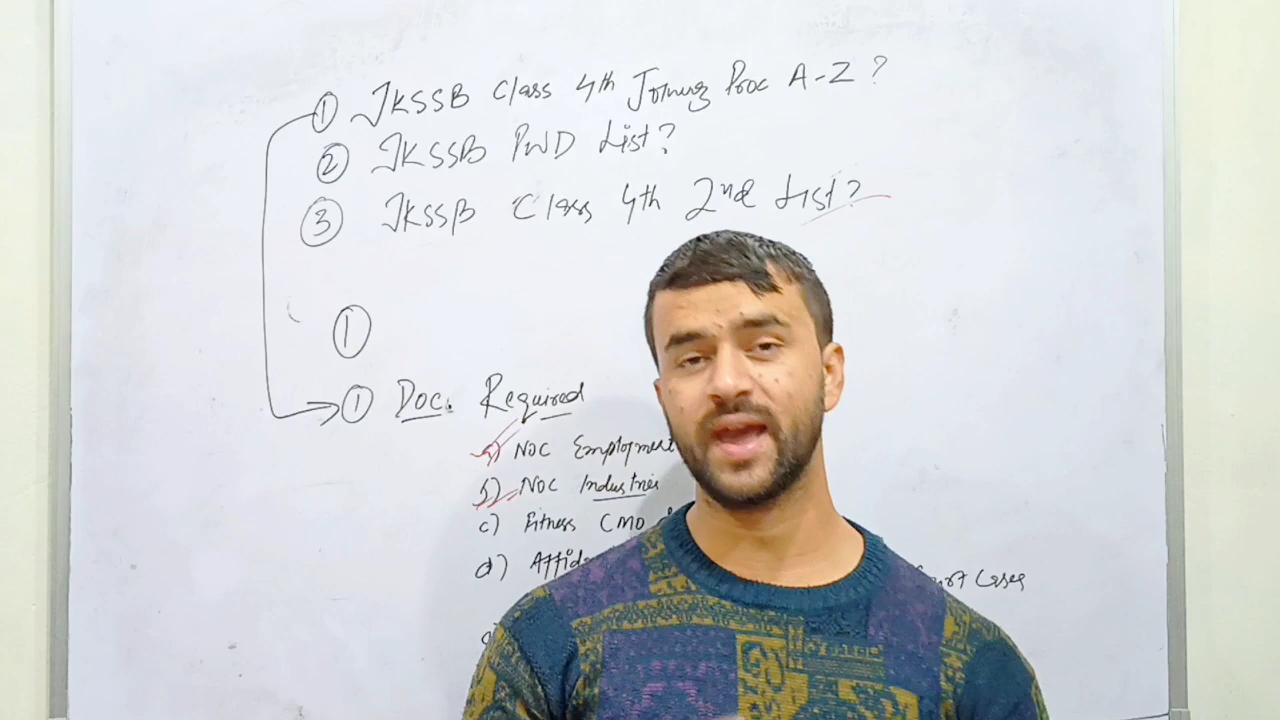 ① JKSSB Class 4th Joining Proc A-Z?
② JKSSB PWD List?
③ JKSSB Class 4th 2nd List?
①
① Doc. Required
a) NOC Employment
b) NOC Industries
c) Fitness CMO
d) Cases